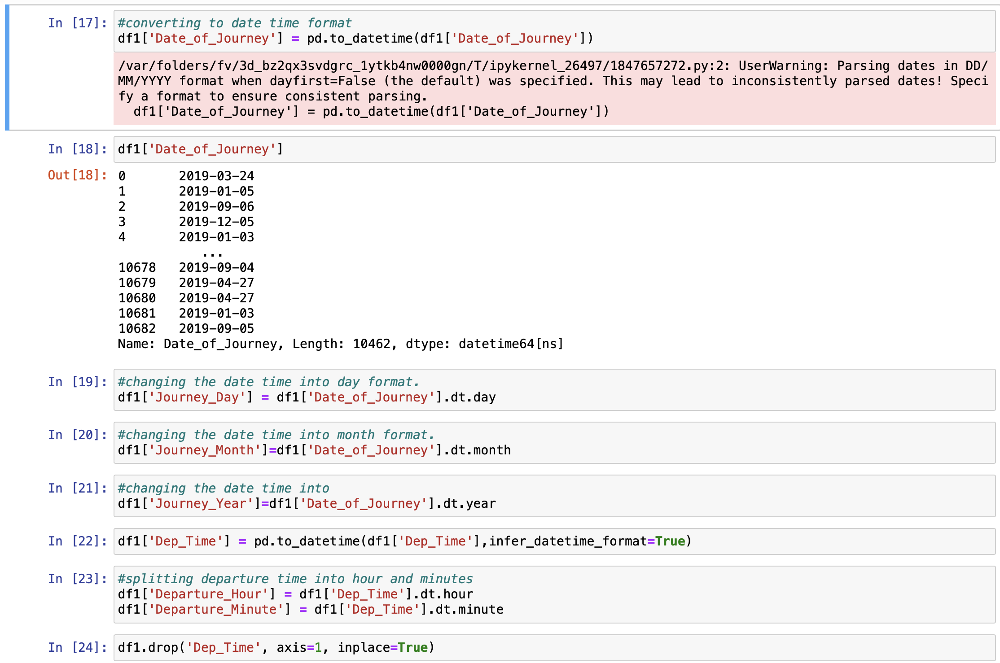 In [17]: #converting to date time format
df1['Date_of_Journey'] = pd.to_datetime(df1['Date_of_Journey'])
/var/folders/fv/3d_bz2qx3svdgrc_1ytkb4nw0000gn/T/ipykernel_26497/1847657272.py:2: UserWarning: Parsing dates in DD/
MM/YYYY format when dayfirst=False (the default) was specified. This may lead to inconsistently parsed dates! Speci
fy a format to ensure consistent parsing.
  df1['Date_of_Journey'] = pd.to_datetime(df1['Date_of_Journey'])
In [18]: df1['Date_of_Journey']
Out[18]: 0       2019-03-24
1       2019-01-05
2       2019-09-06
3       2019-12-05
4       2019-01-03
           ...
10678   2019-09-04
10679   2019-04-27
10680   2019-04-27
10681   2019-01-03
10682   2019-09-05
Name: Date_of_Journey, Length: 10462, dtype: datetime64[ns]
In [19]: #changing the date time into day format.
df1['Journey_Day'] = df1['Date_of_Journey'].dt.day
In [20]: #changing the date time into month format.
df1['Journey_Month']=df1['Date_of_Journey'].dt.month
In [21]: #changing the date time into
df1['Journey_Year']=df1['Date_of_Journey'].dt.year
In [22]: df1['Dep_Time'] = pd.to_datetime(df1['Dep_Time'],infer_datetime_format=True)
In [23]: #splitting departure time into hour and minutes
df1['Departure_Hour'] = df1['Dep_Time'].dt.hour
df1['Departure_Minute'] = df1['Dep_Time'].dt.minute
In [24]: df1.drop('Dep_Time', axis=1, inplace=True)